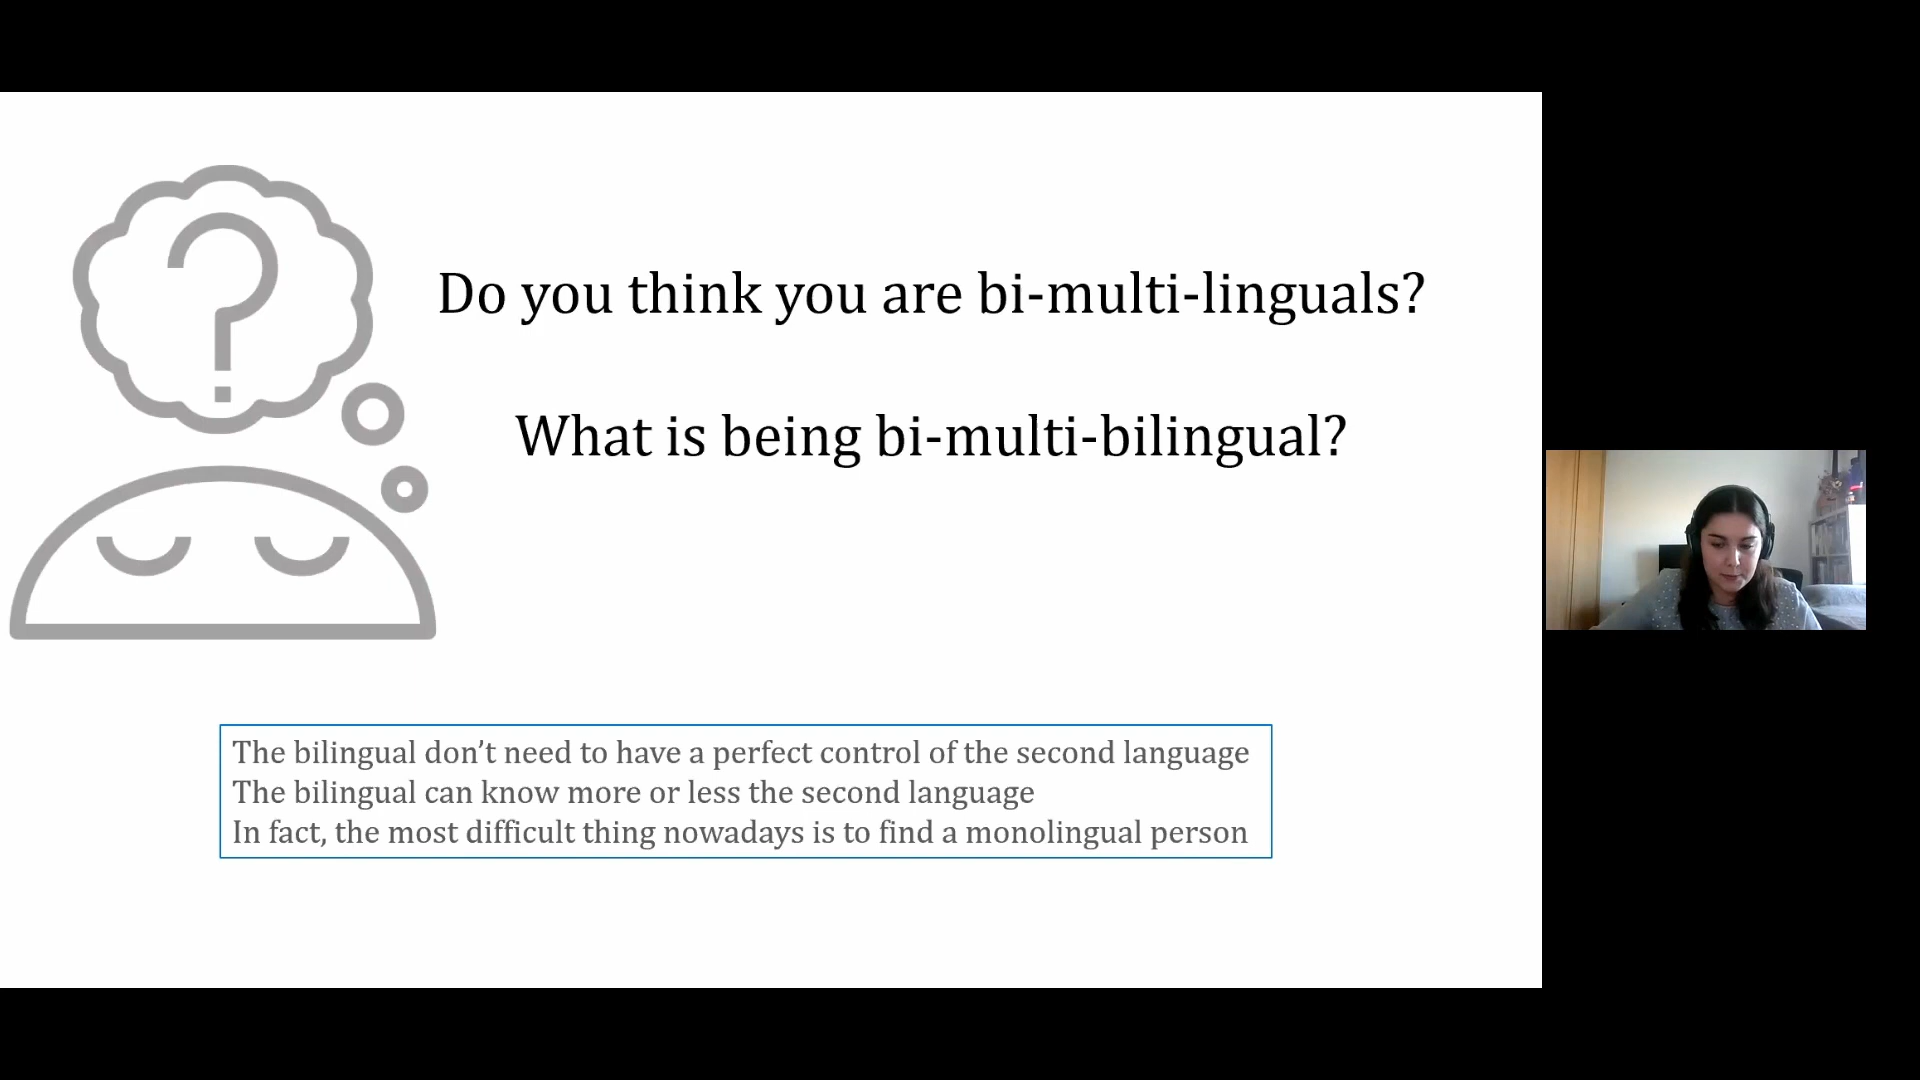 Do you think you are bi-multi-linguals?
What is being bi-multi-bilingual?
The bilingual don’t need to have a perfect control of the second language
The bilingual can know more or less the second language
In fact, the most difficult thing nowadays is to find a monolingual person